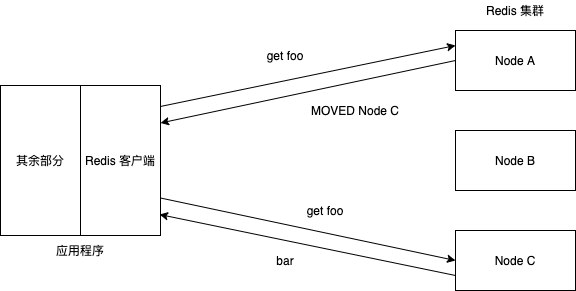 Redis 集群
get foo
Node A
MOVED Node C
其余部分
Redis 客户端
Node B
get foo
应用程序
bar
Node C